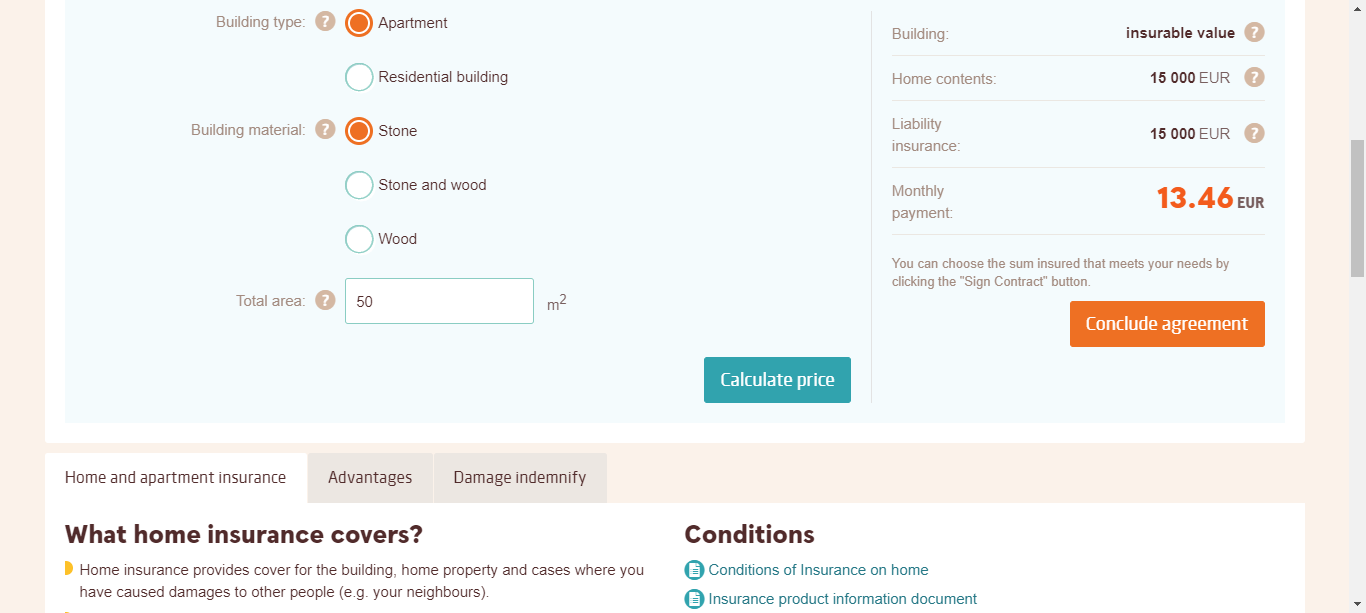 Building type: ? Apartment
Residential building
Building material: ? Stone
Stone and wood
Wood
Total area: ? 50 m2
Calculate price
Building: insurable value ?
Home contents: 15 000 EUR ?
Liability
insurance: 15 000 EUR ?
Monthly
payment: 13.46 EUR
You can choose the sum insured that meets your needs by
clicking the "Sign Contract" button.
Conclude agreement
Home and apartment insurance Advantages Damage indemnify
What home insurance covers?
Home insurance provides cover for the building, home property and cases where you
have caused damages to other people (e.g. your neighbours).
Conditions
Conditions of Insurance on home
Insurance product information document